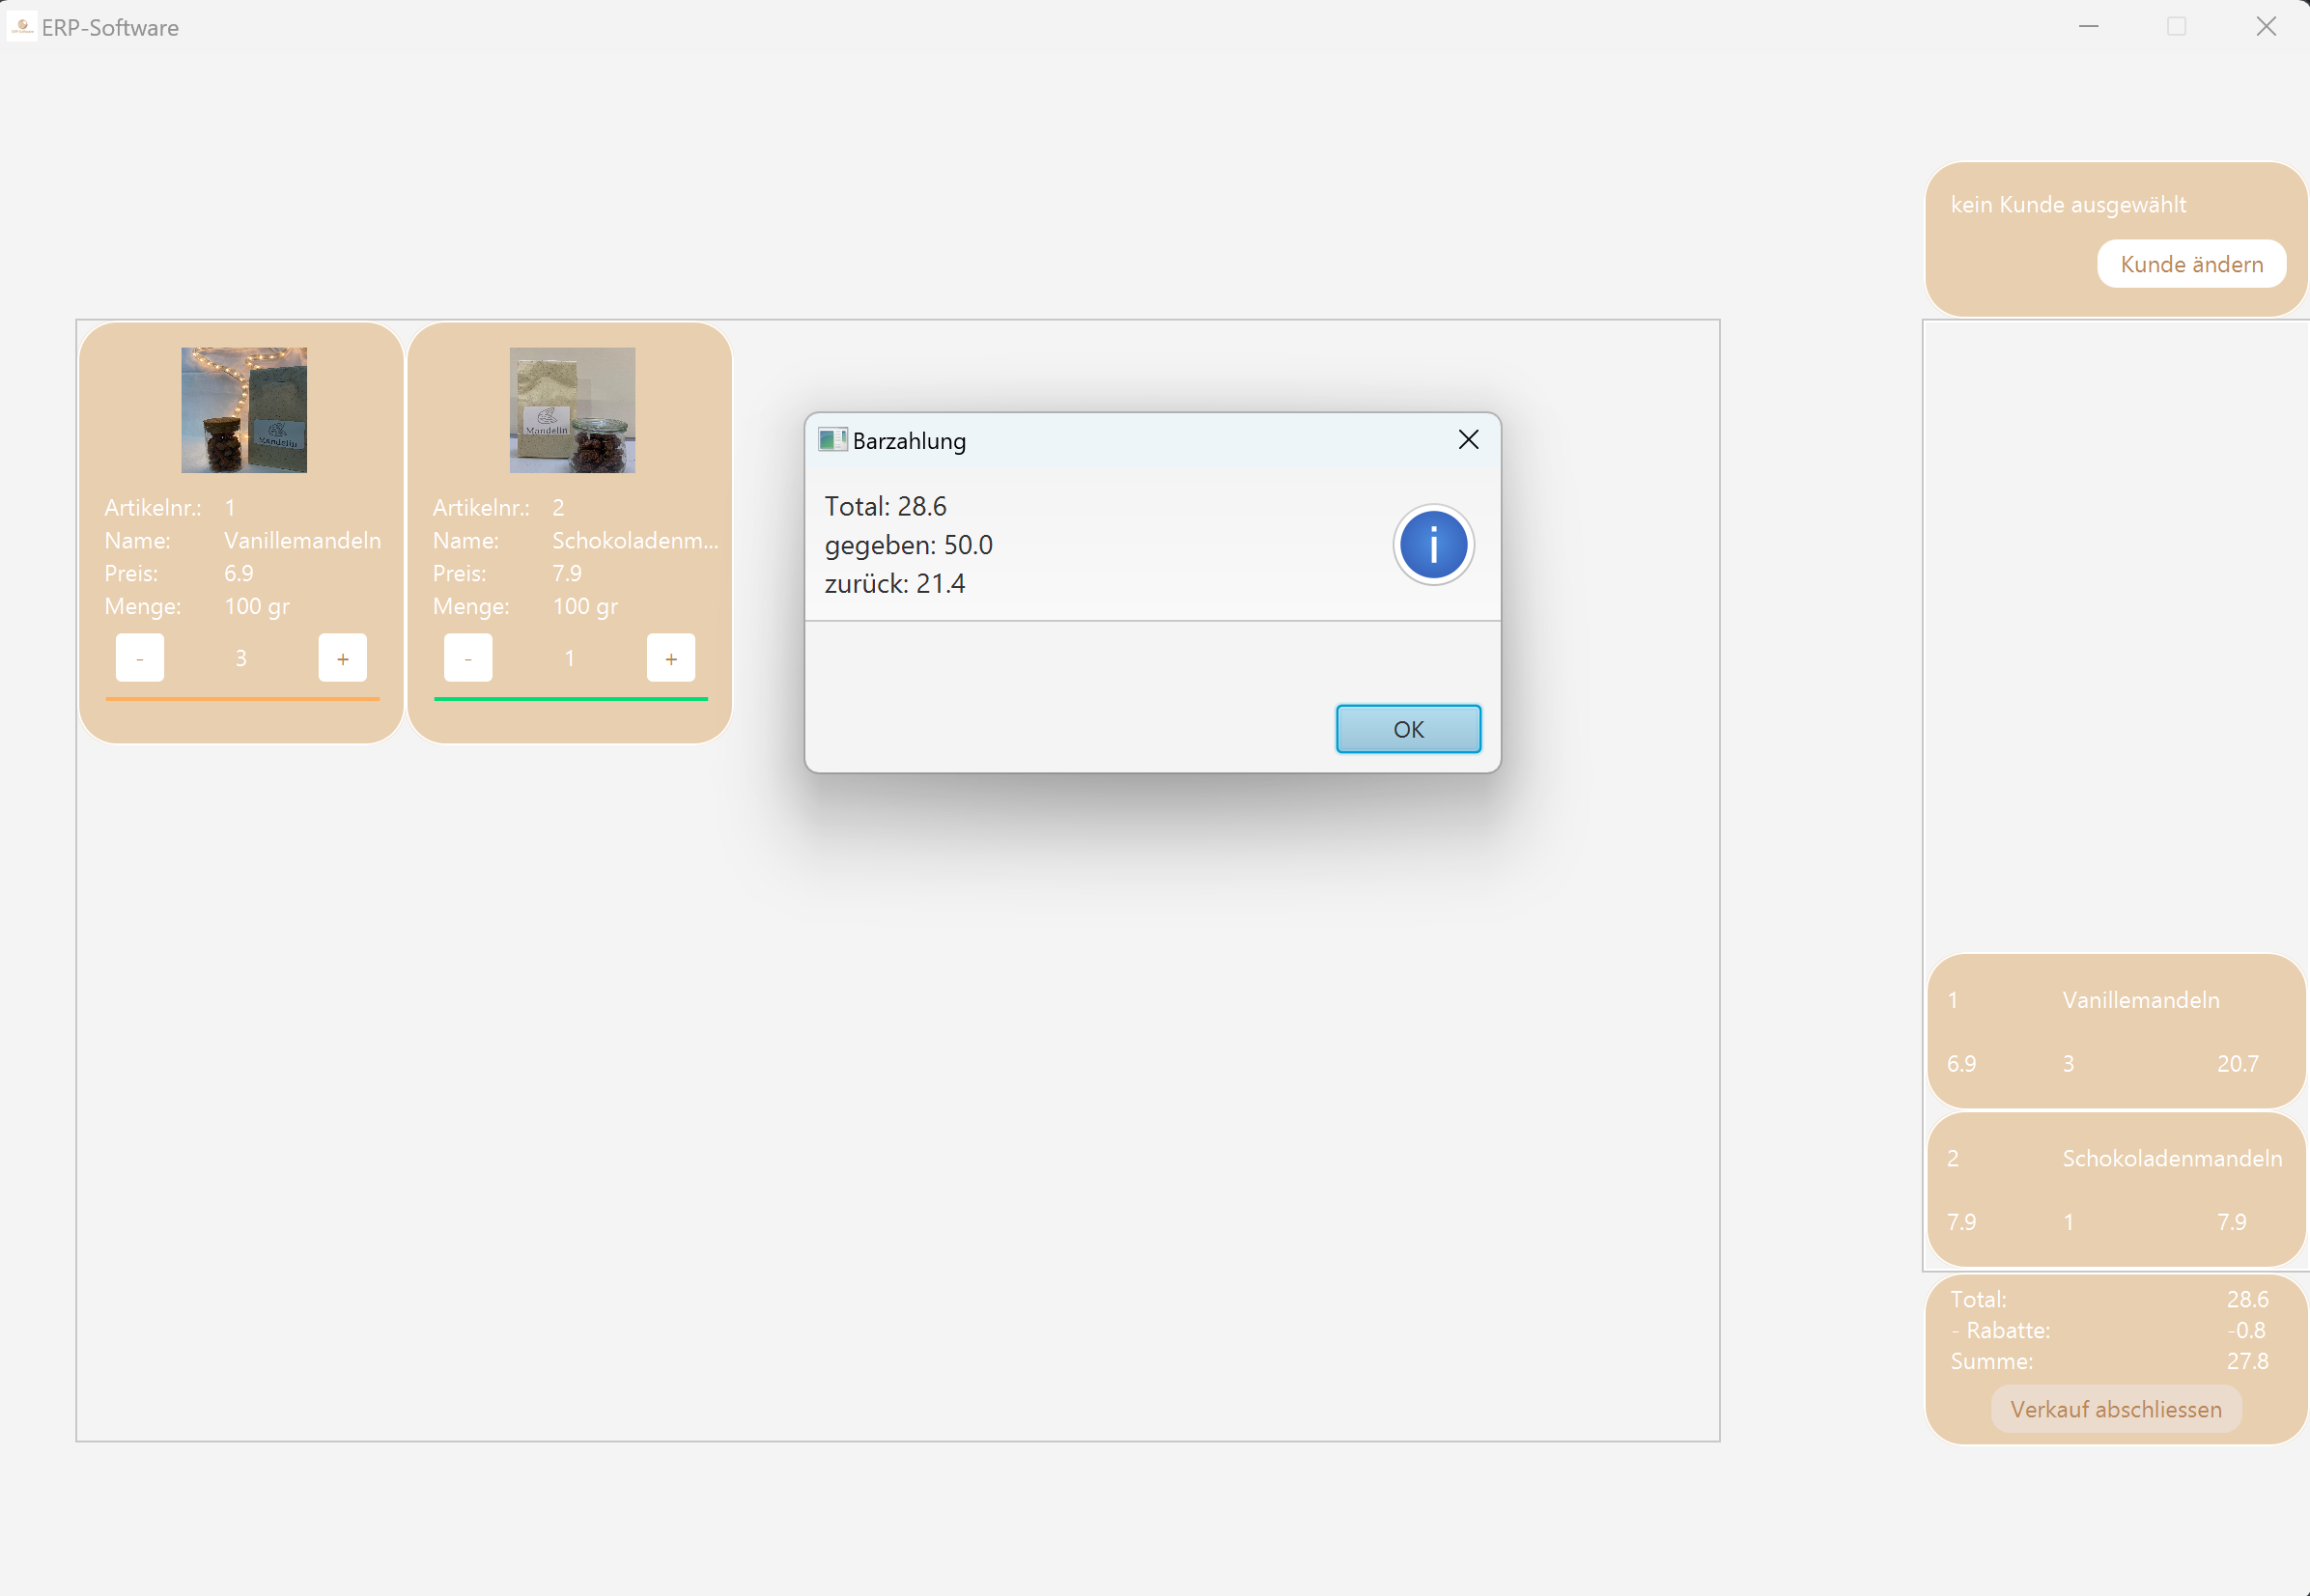 ERP-Software
kein Kunde ausgewählt
Kunde ändern
Mandelin
Artikelnr.: 1
Name: Vanillemandeln
Preis: 6.9
Menge: 100 gr
- 3 +
Mandelin
Artikelnr.: 2
Name: Schokoladenm...
Preis: 7.9
Menge: 100 gr
- 1 +
Barzahlung
Total: 28.6
gegeben: 50.0
zurück: 21.4
i
OK
1 Vanillemandeln
6.9 3 20.7
2 Schokoladenmandeln
7.9 1 7.9
Total: 28.6
- Rabatte: -0.8
Summe: 27.8
Verkauf abschliessen